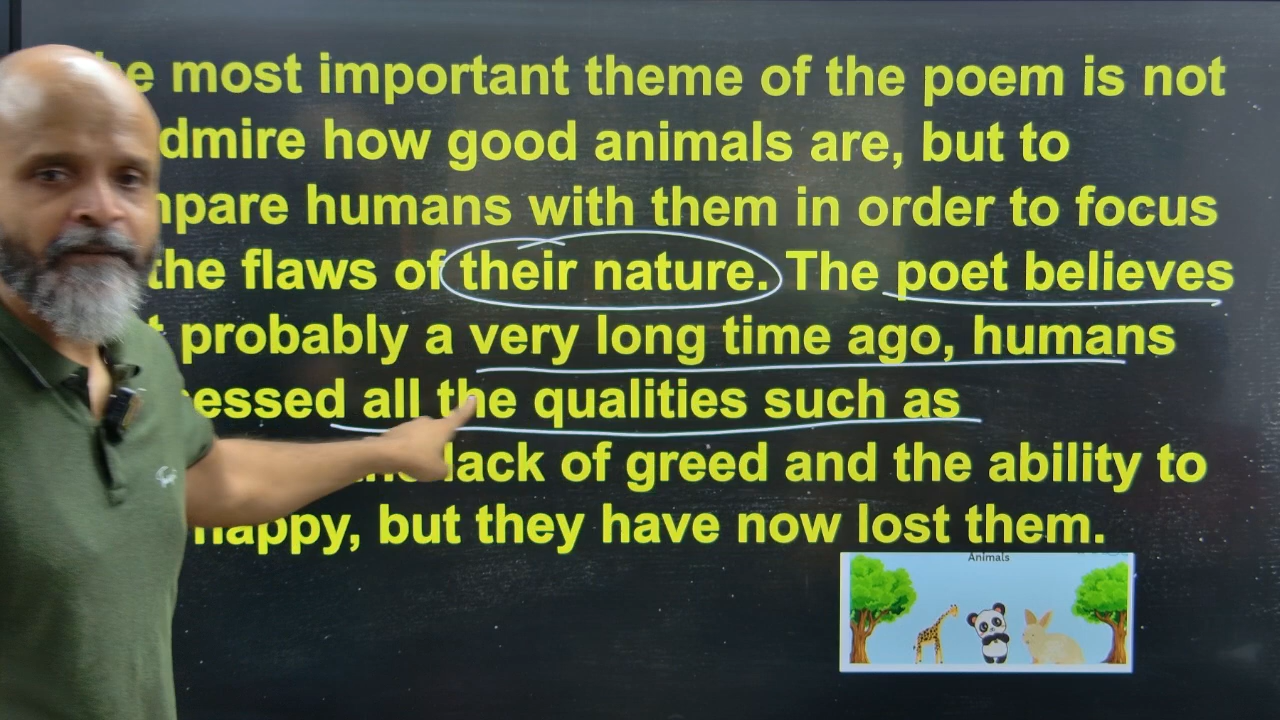 he most important theme of the poem is not
dmire how good animals are, but to
mpare humans with them in order to focus
the flaws of their nature. The poet believes
t probably a very long time ago, humans
essed all the qualities such as
lack of greed and the ability to
happy, but they have now lost them.
Animals